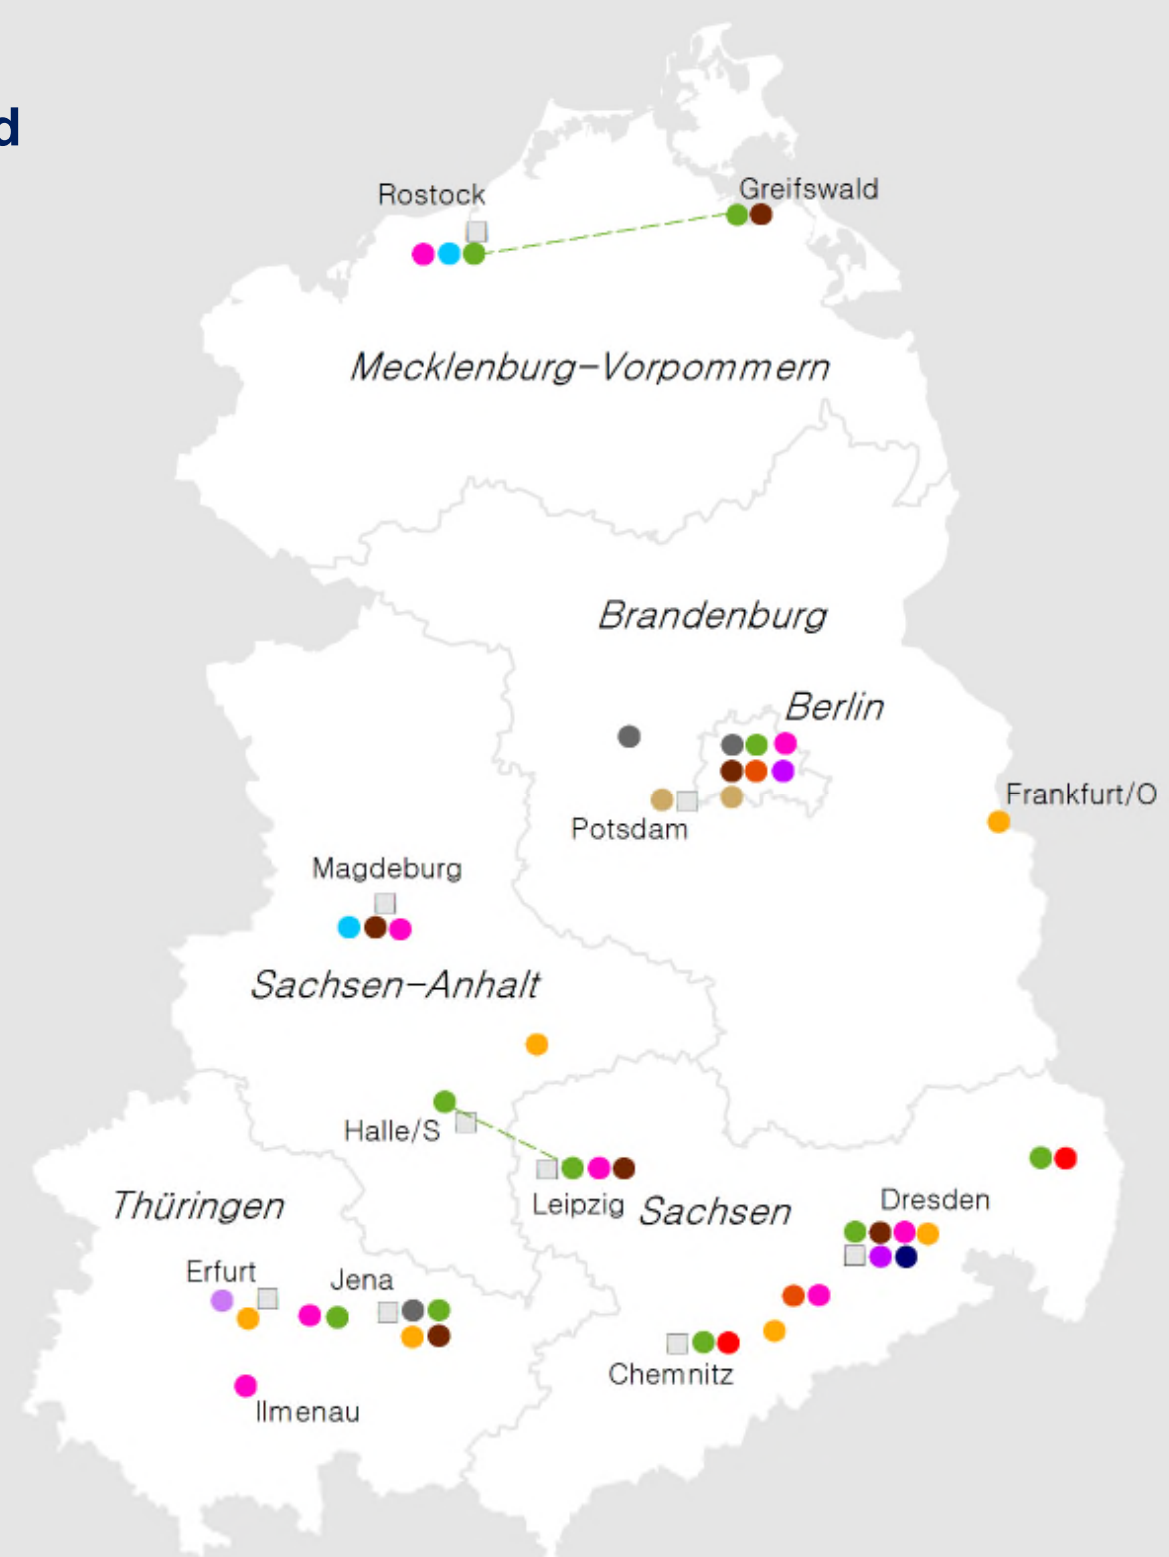 d
Rostock
Greifswald
Mecklenburg-Vorpommern
Brandenburg
Berlin
Frankfurt/O
Potsdam
Magdeburg
Sachsen-Anhalt
Halle/S
Leipzig
Sachsen
Dresden
Thüringen
Erfurt
Jena
Chemnitz
Ilmenau